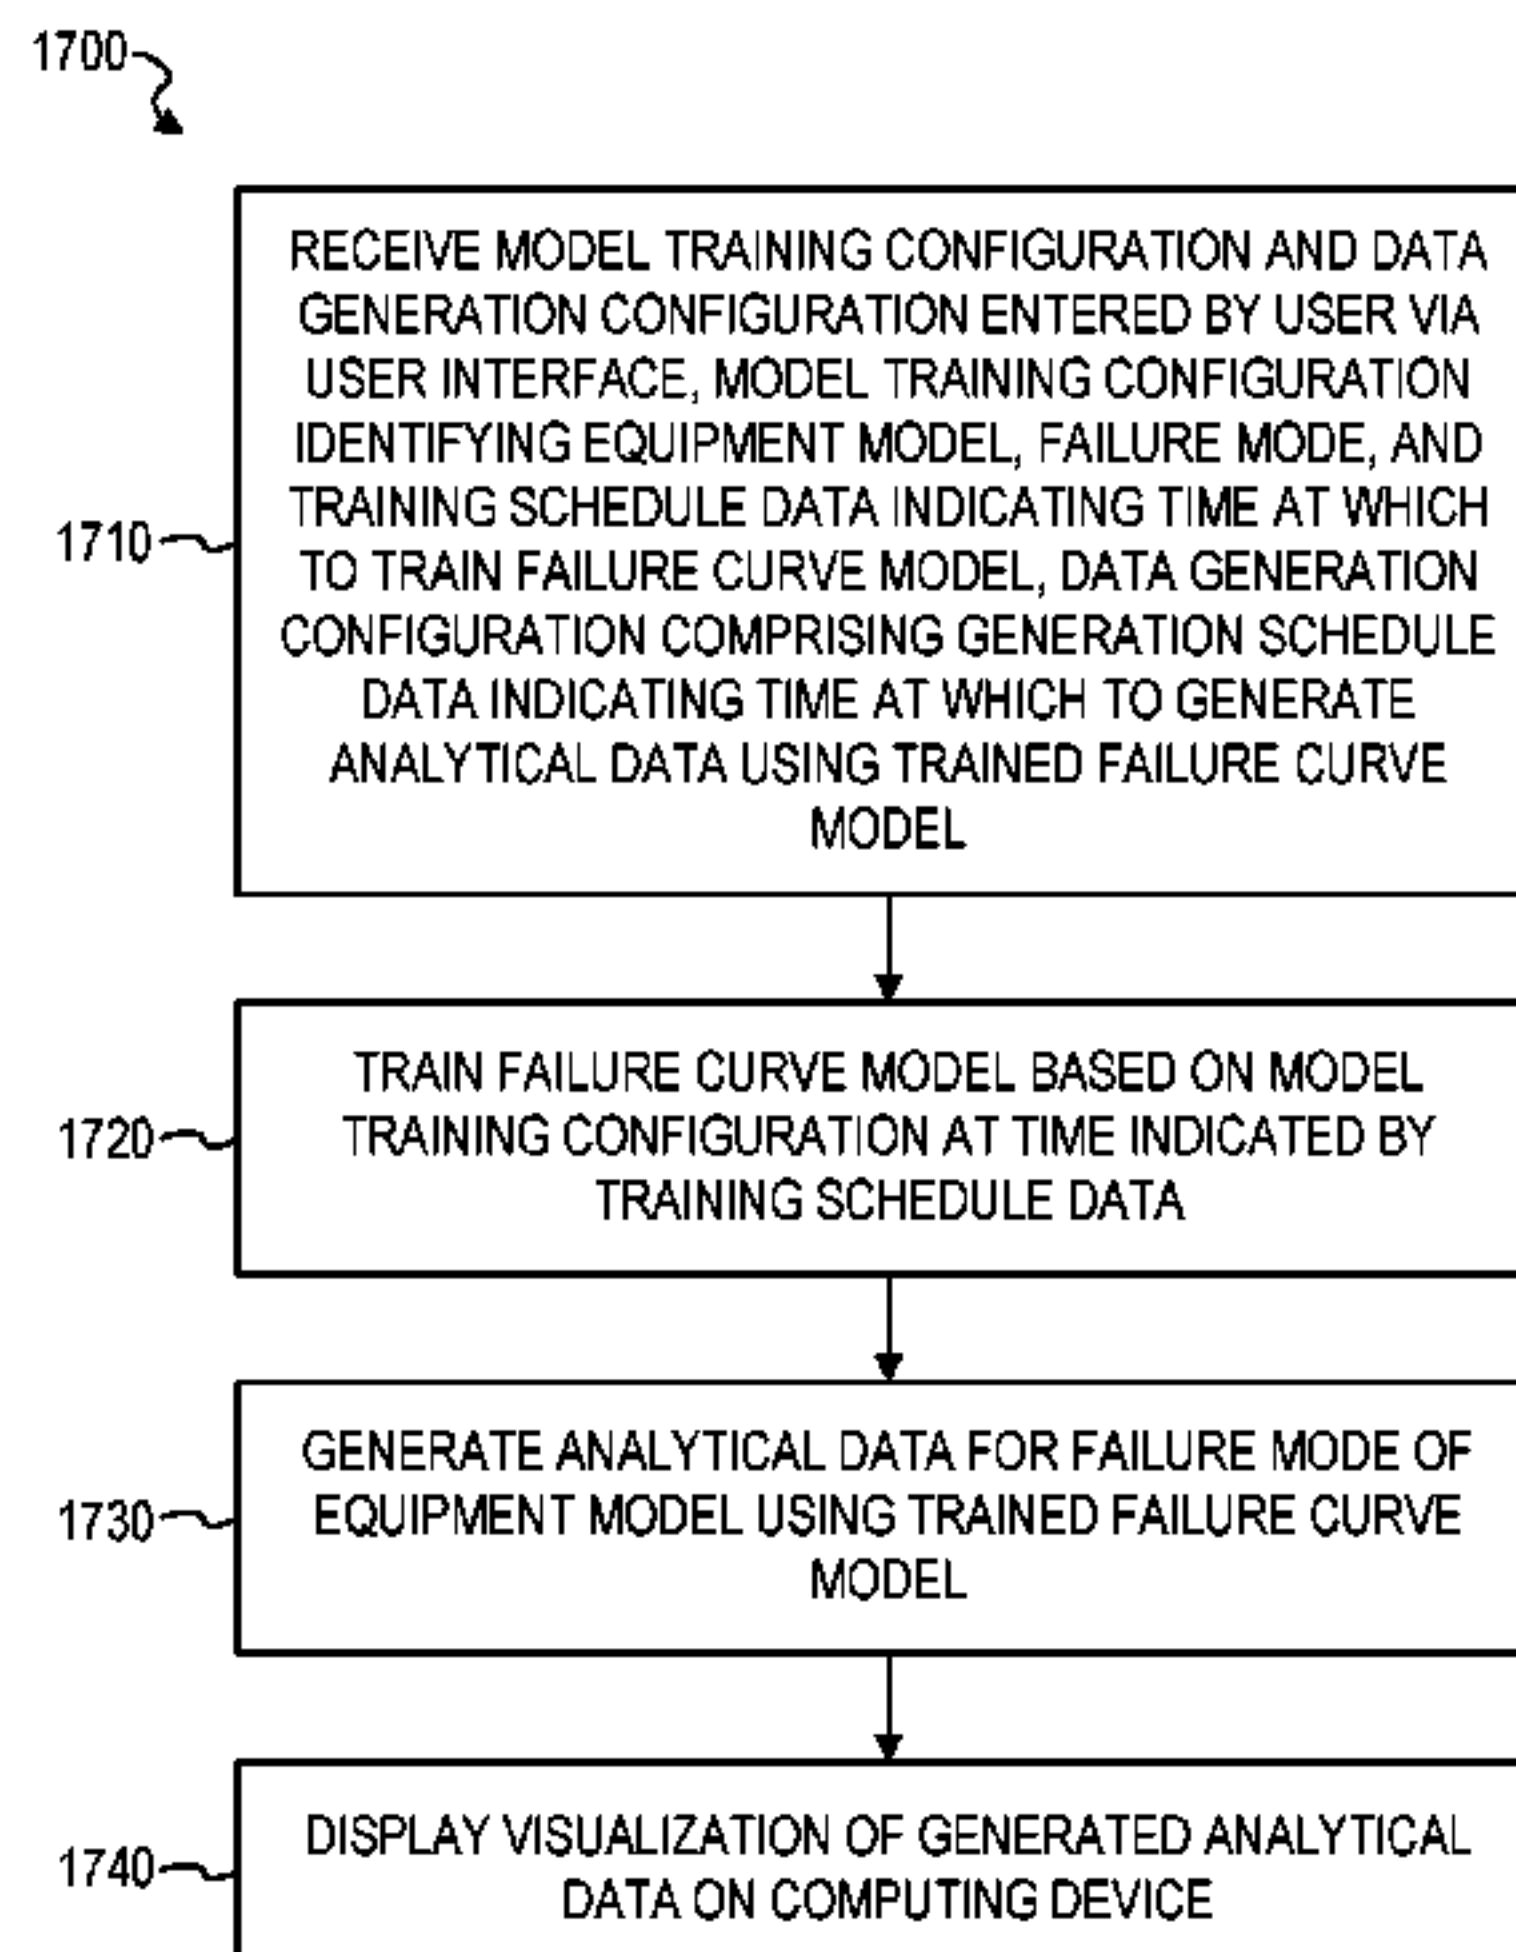 1700
RECEIVE MODEL TRAINING CONFIGURATION AND DATA
GENERATION CONFIGURATION ENTERED BY USER VIA
USER INTERFACE, MODEL TRAINING CONFIGURATION
IDENTIFYING EQUIPMENT MODEL, FAILURE MODE, AND
TRAINING SCHEDULE DATA INDICATING TIME AT WHICH
1710
TO TRAIN FAILURE CURVE MODEL, DATA GENERATION
CONFIGURATION COMPRISING GENERATION SCHEDULE
DATA INDICATING TIME AT WHICH TO GENERATE
ANALYTICAL DATA USING TRAINED FAILURE CURVE
MODEL
TRAIN FAILURE CURVE MODEL BASED ON MODEL
1720
TRAINING CONFIGURATION AT TIME INDICATED BY
TRAINING SCHEDULE DATA
GENERATE ANALYTICAL DATA FOR FAILURE MODE OF
1730
EQUIPMENT MODEL USING TRAINED FAILURE CURVE
MODEL
DISPLAY VISUALIZATION OF GENERATED ANALYTICAL
1740
DATA ON COMPUTING DEVICE